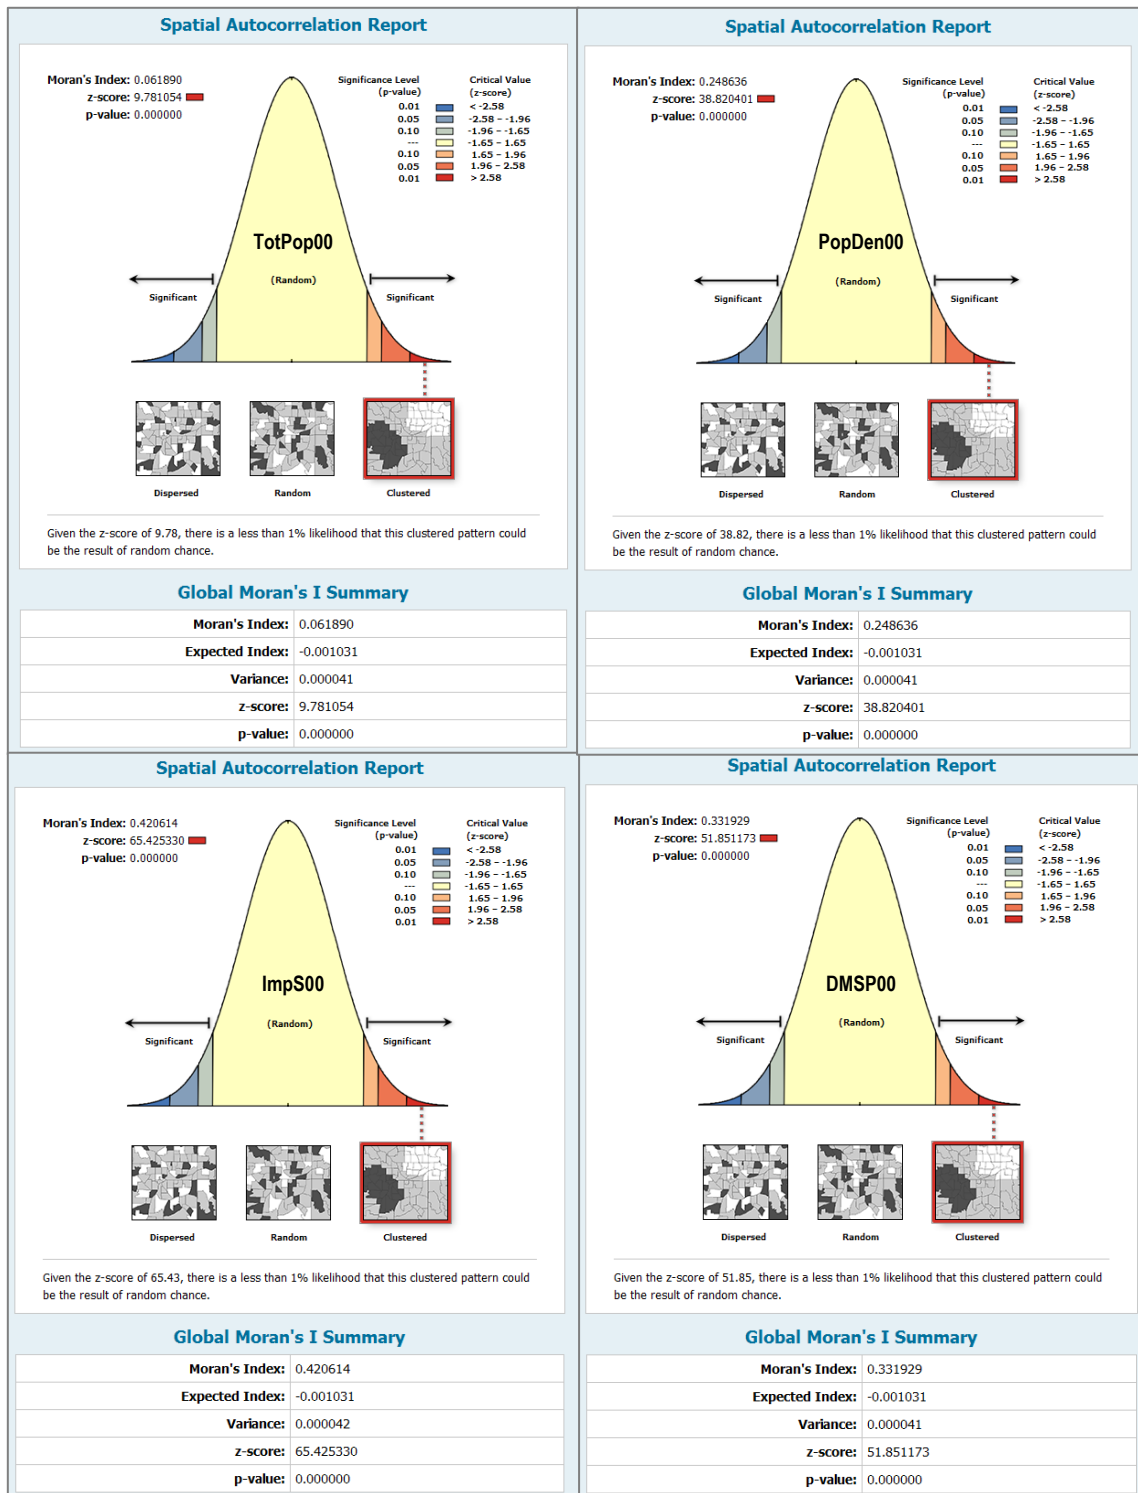 Spatial Autocorrelation Report
Moran's Index: 0.061890
z-score: 9.781054
p-value: 0.000000
Significance Level (p-value) Critical Value (z-score)
0.01 < -2.58
0.05 -2.58 – -1.96
0.10 -1.96 – -1.65
--- -1.65 – 1.65
0.10 1.65 – 1.96
0.05 1.96 – 2.58
0.01 > 2.58
TotPop00
(Random)
Significant Significant
Dispersed Random Clustered
Given the z-score of 9.78, there is a less than 1% likelihood that this clustered pattern could
be the result of random chance.
Global Moran's I Summary
Moran's Index: 0.061890
Expected Index: -0.001031
Variance: 0.000041
z-score: 9.781054
p-value: 0.000000
Spatial Autocorrelation Report
Moran's Index: 0.248636
z-score: 38.820401
p-value: 0.000000
Significance Level (p-value) Critical Value (z-score)
0.01 < -2.58
0.05 -2.58 – -1.96
0.10 -1.96 – -1.65
--- -1.65 – 1.65
0.10 1.65 – 1.96
0.05 1.96 – 2.58
0.01 > 2.58
PopDen00
(Random)
Significant Significant
Dispersed Random Clustered
Given the z-score of 38.82, there is a less than 1% likelihood that this clustered pattern could
be the result of random chance.
Global Moran's I Summary
Moran's Index: 0.248636
Expected Index: -0.001031
Variance: 0.000041
z-score: 38.820401
p-value: 0.000000
Spatial Autocorrelation Report
Moran's Index: 0.420614
z-score: 65.425330
p-value: 0.000000
Significance Level (p-value) Critical Value (z-score)
0.01 < -2.58
0.05 -2.58 – -1.96
0.10 -1.96 – -1.65
--- -1.65 – 1.65
0.10 1.65 – 1.96
0.05 1.96 – 2.58
0.01 > 2.58
ImpS00
(Random)
Significant Significant
Dispersed Random Clustered
Given the z-score of 65.43, there is a less than 1% likelihood that this clustered pattern could
be the result of random chance.
Global Moran's I Summary
Moran's Index: 0.420614
Expected Index: -0.001031
Variance: 0.000042
z-score: 65.425330
p-value: 0.000000
Spatial Autocorrelation Report
Moran's Index: 0.331929
z-score: 51.851173
p-value: 0.000000
Significance Level (p-value) Critical Value (z-score)
0.01 < -2.58
0.05 -2.58 – -1.96
0.10 -1.96 – -1.65
--- -1.65 – 1.65
0.10 1.65 – 1.96
0.05 1.96 – 2.58
0.01 > 2.58
DMSP00
(Random)
Significant Significant
Dispersed Random Clustered
Given the z-score of 51.85, there is a less than 1% likelihood that this clustered pattern could
be the result of random chance.
Global Moran's I Summary
Moran's Index: 0.331929
Expected Index: -0.001031
Variance: 0.000041
z-score: 51.851173
p-value: 0.000000